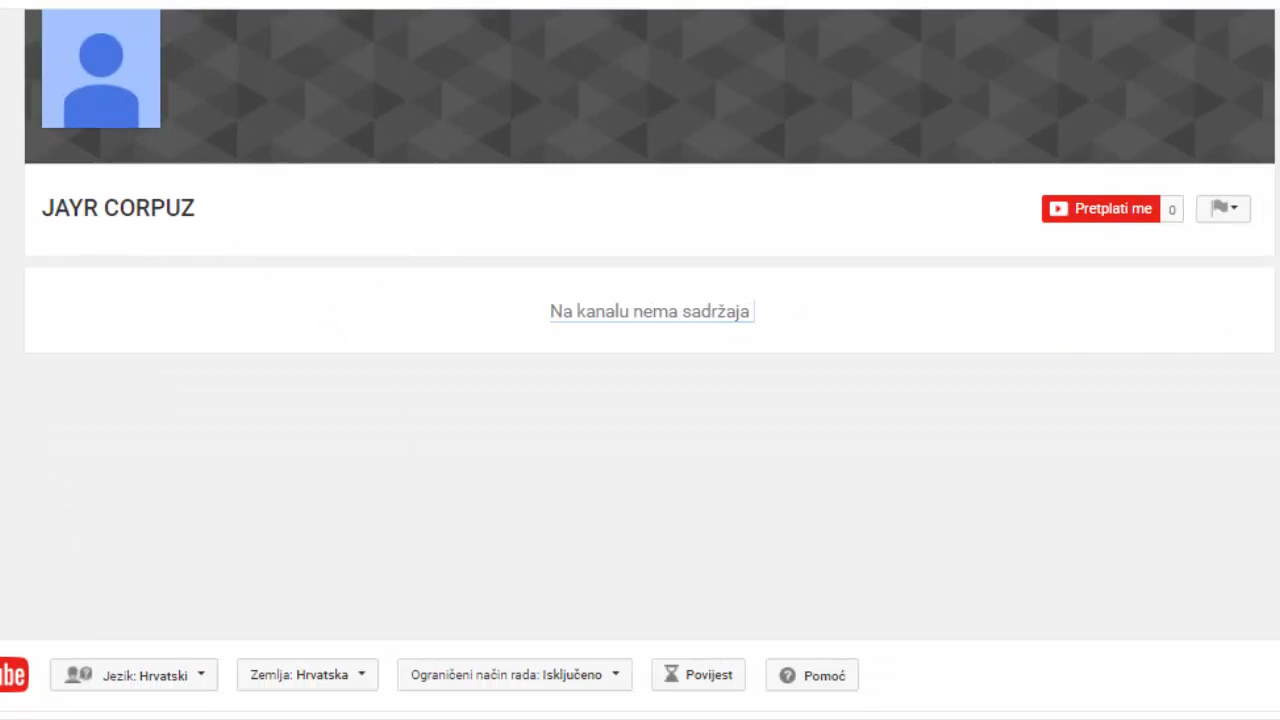 JAYR CORPUZ
Pretplati me 0
Na kanalu nema sadržaja
be
Jezik: Hrvatski
Zemlja: Hrvatska
Ograničeni način rada: Isključeno
Povijest
Pomoć